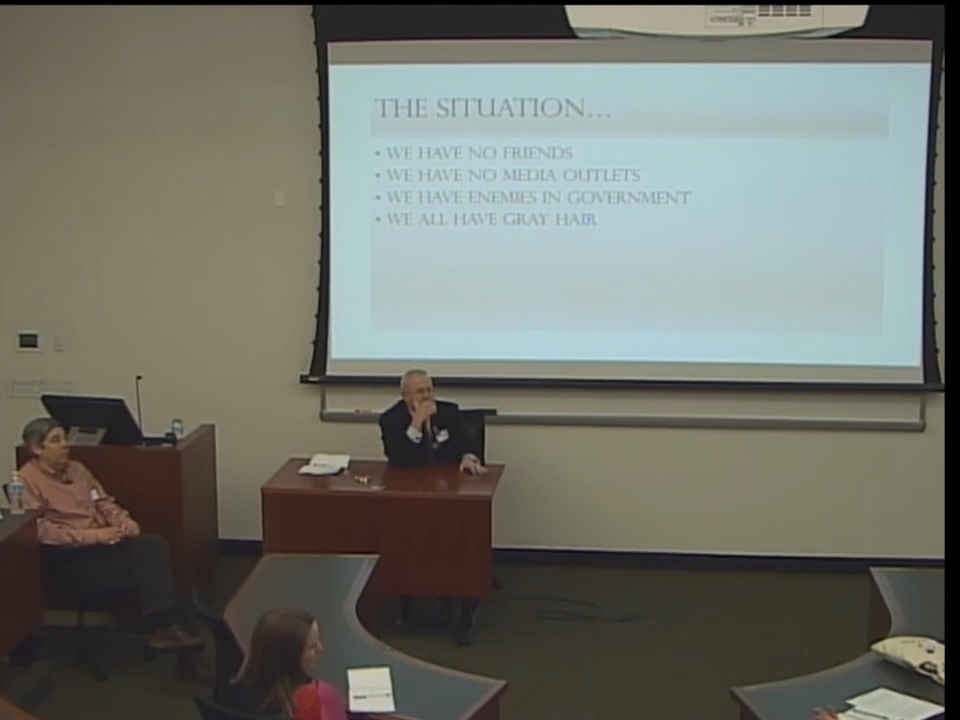 THE SITUATION...
• WE HAVE NO FRIENDS
• WE HAVE NO MEDIA OUTLETS
• WE HAVE ENEMIES IN GOVERNMENT
• WE ALL HAVE GRAY HAIR